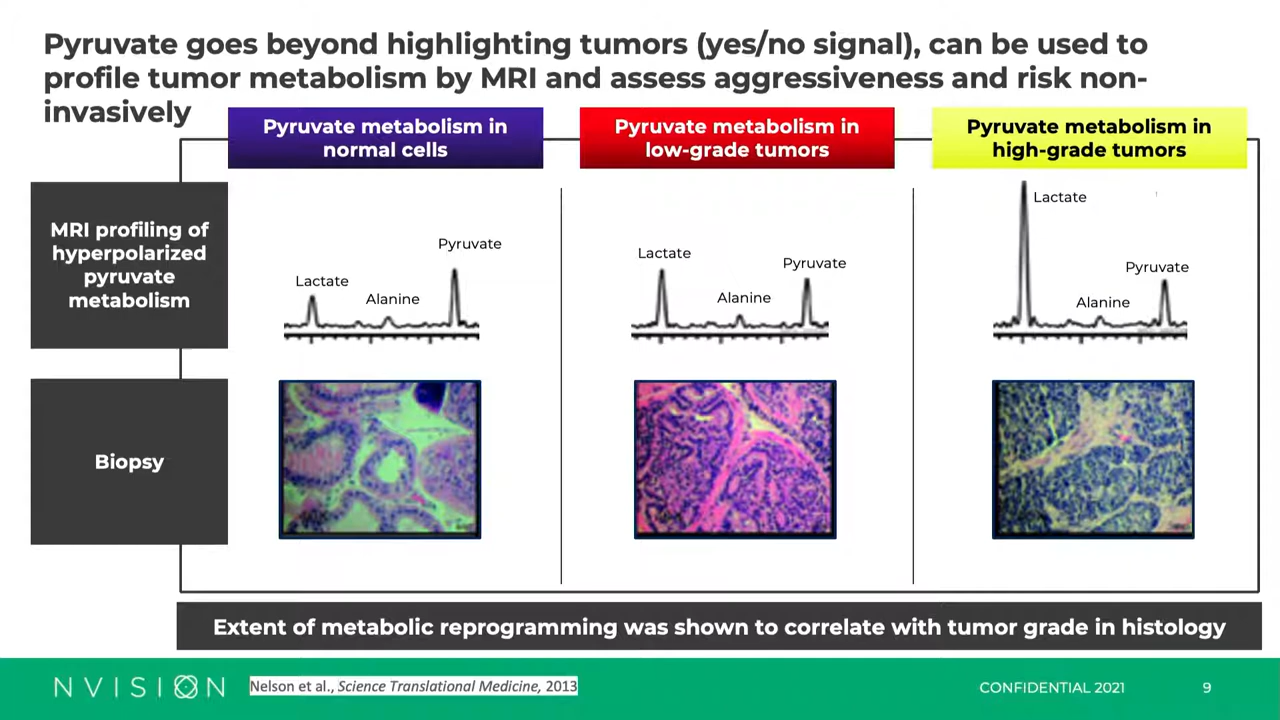 Pyruvate goes beyond highlighting tumors (yes/no signal), can be used to
profile tumor metabolism by MRI and assess aggressiveness and risk non-
invasively
Pyruvate metabolism in
normal cells
Pyruvate metabolism in
low-grade tumors
Pyruvate metabolism in
high-grade tumors
MRI profiling of
hyperpolarized
pyruvate
metabolism
Lactate
Alanine
Pyruvate
Lactate
Alanine
Pyruvate
Lactate
Alanine
Pyruvate
Biopsy
Extent of metabolic reprogramming was shown to correlate with tumor grade in histology
NVISION
Nelson et al., Science Translational Medicine, 2013
CONFIDENTIAL 2021
9